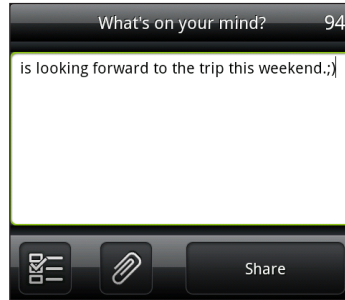 What's on your mind? 94
is looking forward to the trip this weekend.;)
Share